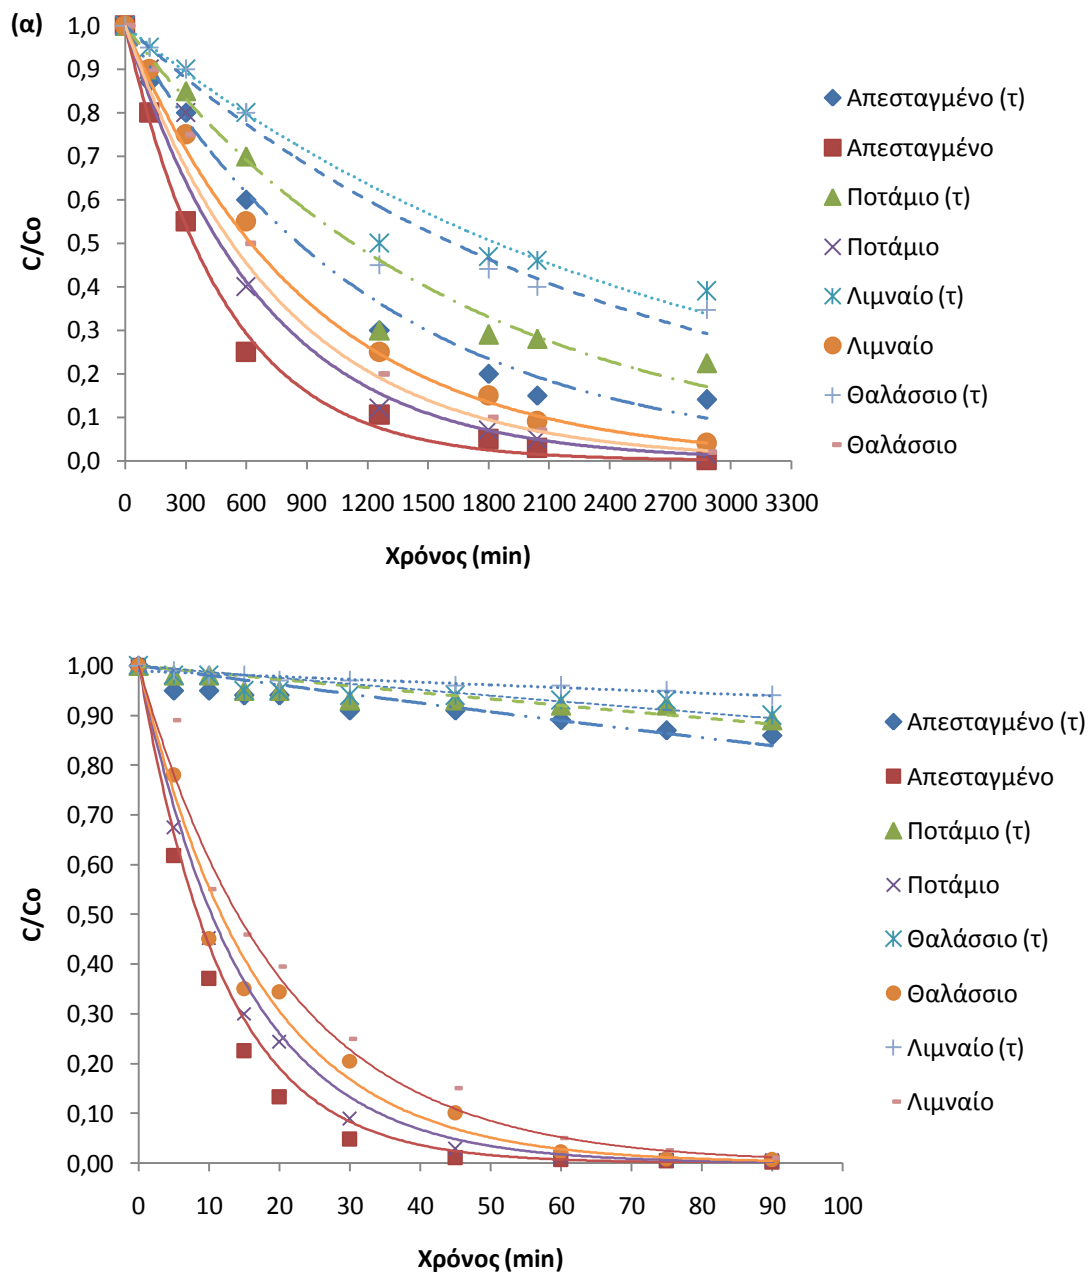 (α)
1,0
0,9
0,8
0,7
0,6
0,5
0,4
0,3
0,2
0,1
0,0
C/Co
0 300 600 900 1200 1500 1800 2100 2400 2700 3000 3300
Χρόνος (min)
Απεσταγμένο (τ)
Απεσταγμένο
Ποτάμιο (τ)
Ποτάμιο
Λιμναίο (τ)
Λιμναίο
Θαλάσσιο (τ)
Θαλάσσιο
1,00
0,90
0,80
0,70
0,60
0,50
0,40
0,30
0,20
0,10
0,00
C/Co
0 10 20 30 40 50 60 70 80 90 100
Χρόνος (min)
Απεσταγμένο (τ)
Απεσταγμένο
Ποτάμιο (τ)
Ποτάμιο
Θαλάσσιο (τ)
Θαλάσσιο
Λιμναίο (τ)
Λιμναίο